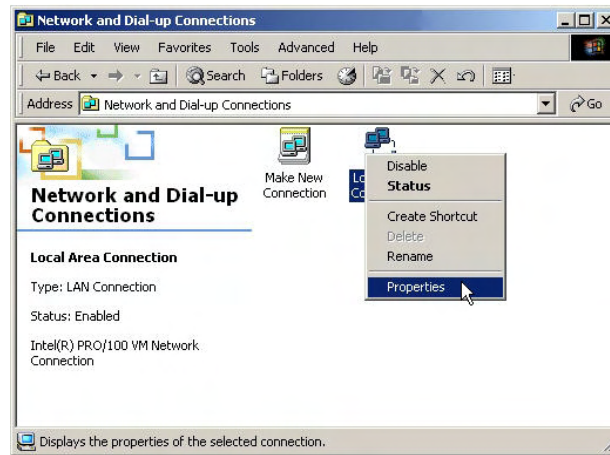 Network and Dial-up Connections
File Edit View Favorites Tools Advanced Help
Back Search Folders
Address Network and Dial-up Connections Go
Make New
Connection
Network and Dial-up
Connections
Local Area Connection
Type: LAN Connection
Status: Enabled
Intel(R) PRO/100 VM Network
Connection
Lo
Co
Disable
Status
Create Shortcut
Delete
Rename
Properties
Displays the properties of the selected connection.